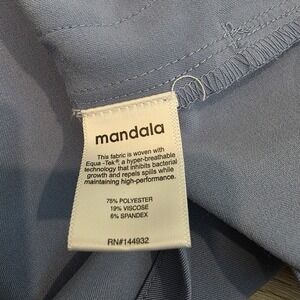 mandala
This fabric is woven with
Equa -Tek®, a hyper-breathable
technology that inhibits bacterial
growth and repels spills while
maintaining high-performance.
75% POLYESTER
19% VISCOSE
6% SPANDEX
RN#144932